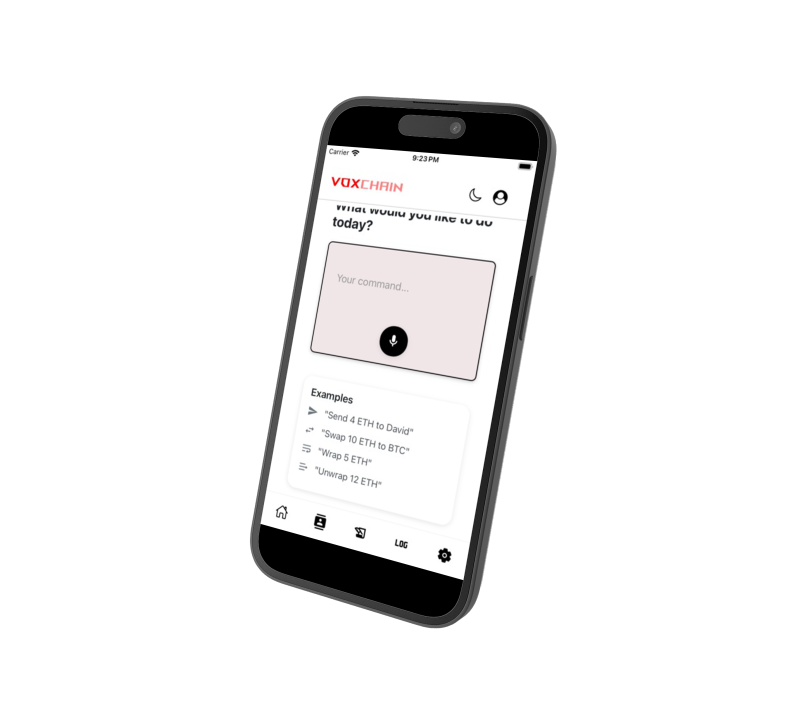 Carrier
9:23 PM
VOXCHAIN
What would you like to do
today?
Your command...
Examples
"Send 4 ETH to David"
"Swap 10 ETH to BTC"
"Wrap 5 ETH"
"Unwrap 12 ETH"
LOG